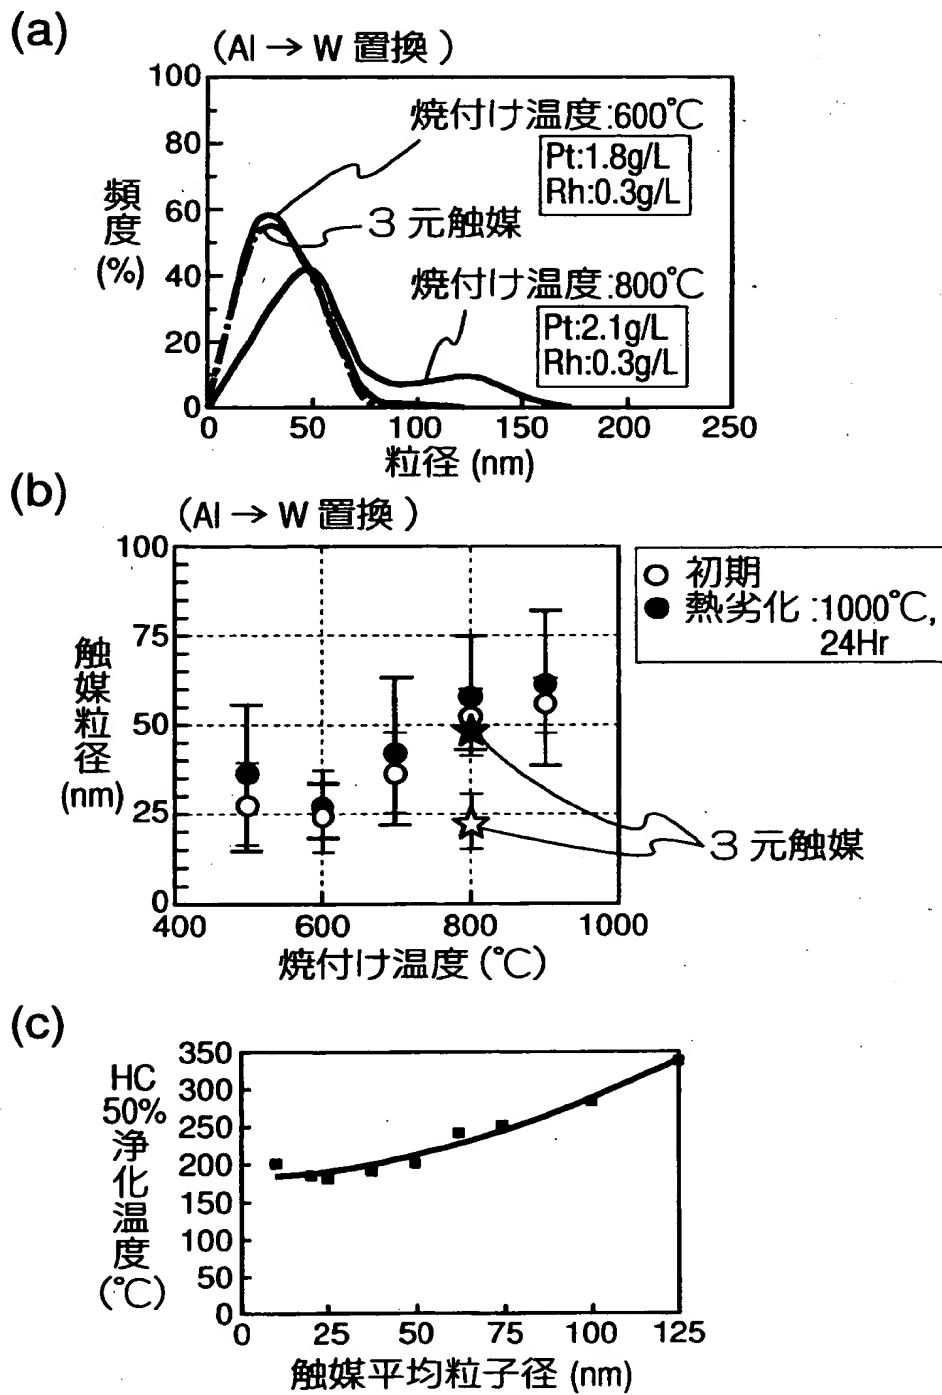 (a)
(Al → W 置換)
100
80
60
40
20
0
頻度
(%)
焼付け温度:600℃
Pt:1.8g/L
Rh:0.3g/L
3元触媒
焼付け温度:800℃
Pt:2.1g/L
Rh:0.3g/L
0 50 100 150 200 250
粒径 (nm)
(b)
(Al → W 置換)
100
75
50
25
0
触媒粒径
(nm)
初期
熱劣化:1000℃,
24Hr
3元触媒
400 600 800 1000
焼付け温度(℃)
(c)
350
300
250
200
150
100
50
0
HC
50%
浄化温度
(℃)
0 25 50 75 100 125
触媒平均粒子径 (nm)